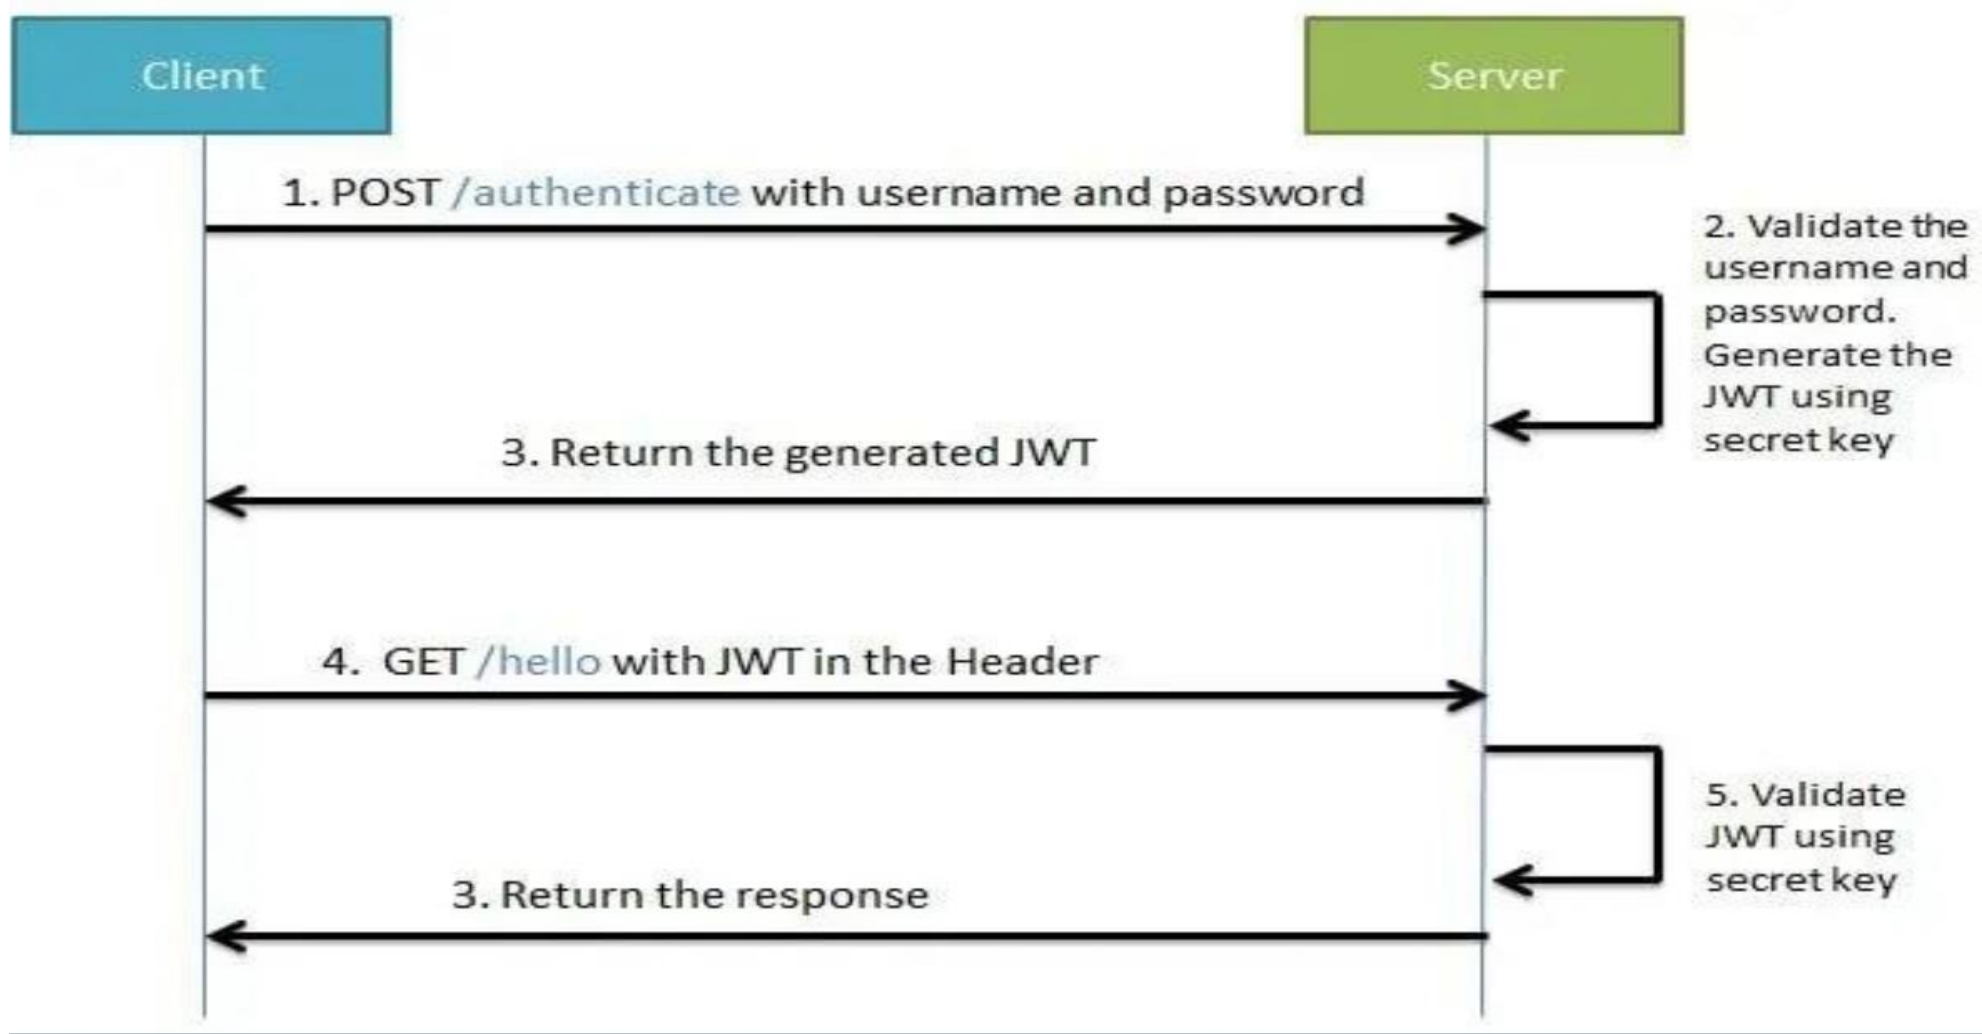 Client
Server
1. POST /authenticate with username and password
2. Validate the
username and
password.
Generate the
JWT using
secret key
3. Return the generated JWT
4. GET /hello with JWT in the Header
5. Validate
JWT using
secret key
3. Return the response